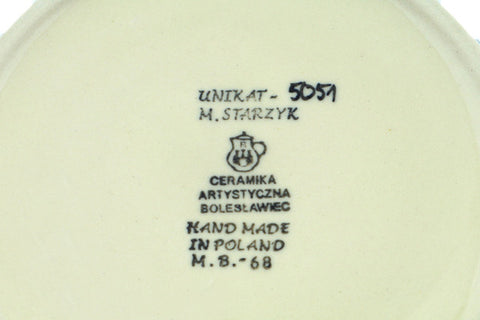 UNIKAT - 5051
M. STARZYK
CERAMIKA
ARTYSTYCZNA
BOLESŁAWIEC
HAND MADE
IN POLAND
M. B. - 68